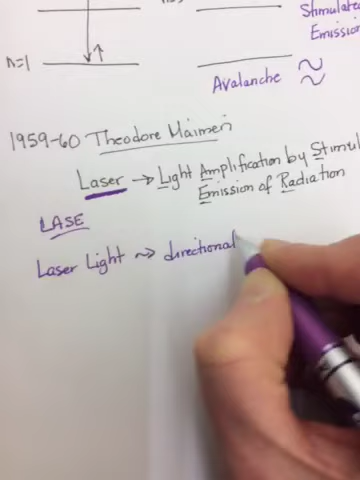 Stimulate
Emission
n=1
Avalanche
1959-60 Theodore Maimen
Laser → Light Amplification by Stimul
Emission of Radiation
LASE
Laser Light → directional